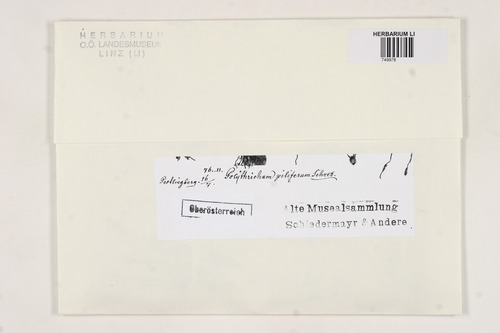 HERBARIUM
O.Ö. LANDESMUSEUM
LINZ (LI)
HERBARIUM LI
Polytrichum piliferum Schreb.
Oberösterreich
Alte Musealsammlung
Schiedermayr & Andere